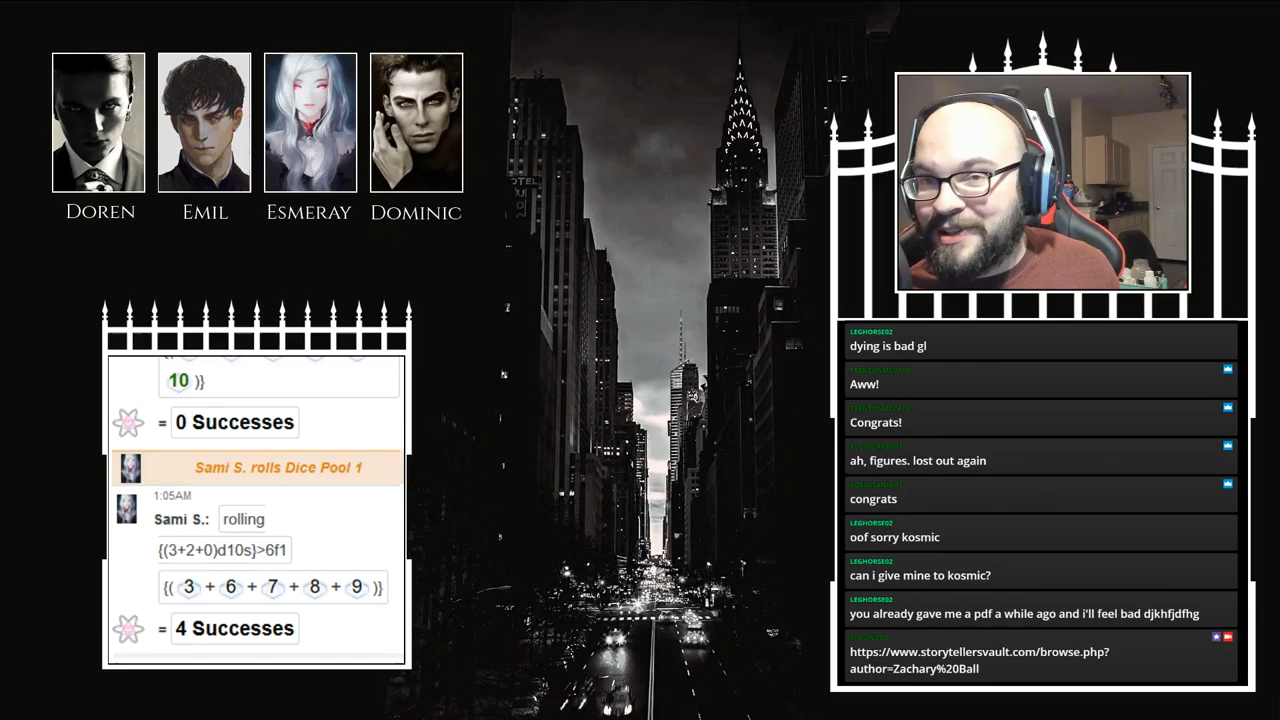 DOREN
EMIL
ESMERAY
DOMINIC
10 )}
= 0 Successes
Sami S. rolls Dice Pool 1
1:05AM
Sami S.: rolling
{(3+2+0)d10s}>6f1
{( 3 + 6 + 7 + 8 + 9 )}
= 4 Successes
LEGHORSE02
dying is bad gl
Aww!
Congrats!
KOSMICKNIGHT
ah, figures. lost out again
KOSMICKNIGHT
congrats
LEGHORSE02
oof sorry kosmic
LEGHORSE02
can i give mine to kosmic?
LEGHORSE02
you already gave me a pdf a while ago and i'll feel bad djkhfjdfhg
https://www.storytellersvault.com/browse.php?
author=Zachary%20Ball